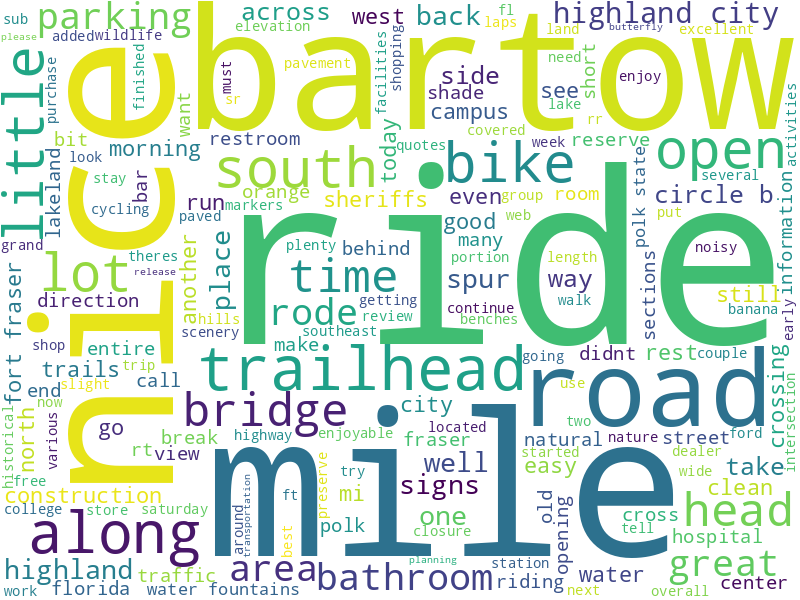 sub
parking
across
west
back
fl
laps
highland city
please
added
wildlife
elevation
butterfly
excellent
land
bartow
shopping
need
short
facilities
little
purchase
finished
nice
must
pavement
side
see
enjoy
want
sr
shade
campus
lake
rr
activities
bit
restroom
today
covered
open
morning
quotes
week
reserve
look
lakeland
south
bike
several
stay
bar
orange
sheriffs
even
group
room
circle b
cycling
run
markers
good
web
put
polk state
paved
place
many
portion
length
noisy
information
grand
theres
plenty
behind
ride
sections
release
another
lot
time
spur
way
still
direction
getting
continue
walk
banana
early
fort fraser
hills
rode
review
benches
scenery
southeast
shop
entire
make
going
didnt
rest
couple
crossing
trails
trip
trailhead
slight
call
use
road
end
now
bridge
city
two
ford
intersection
historical
north
various
go
break
highway
enjoyable
fraser
located
natural
nature
street
rt
view
started
dealer
free
mile
try
well
easy
wide
take
construction
mi
signs
old
clean
college
store
saturday
around
transportation
ft
best
preserve
polk
one
closure
cross
tell
head
along
opening
hospital
highland
traffic
area
bathroom
planning
station
riding
water
great
center
work
florida
water fountains
next
overall